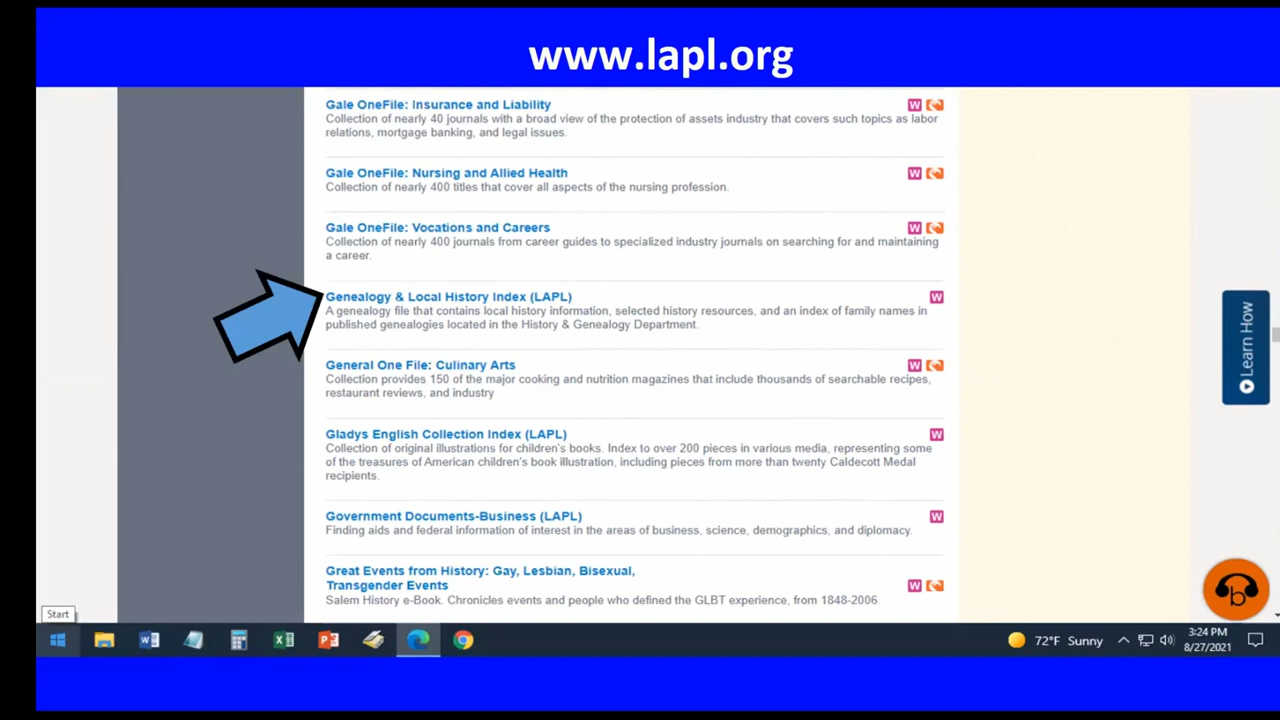 www.lapl.org
Gale OneFile: Insurance and Liability
W
Collection of nearly 40 journals with a broad view of the protection of assets industry that covers such topics as labor
relations, mortgage banking, and legal issues.
Gale OneFile: Nursing and Allied Health
W
Collection of nearly 400 titles that cover all aspects of the nursing profession.
Gale OneFile: Vocations and Careers
W
Collection of nearly 400 journals from career guides to specialized industry journals on searching for and maintaining
a career.
Genealogy & Local History Index (LAPL)
W
A genealogy file that contains local history information, selected history resources, and an index of family names in
published genealogies located in the History & Genealogy Department.
General One File: Culinary Arts
W
Collection provides 150 of the major cooking and nutrition magazines that include thousands of searchable recipes,
restaurant reviews, and industry
Gladys English Collection Index (LAPL)
W
Collection of original illustrations for children's books. Index to over 200 pieces in various media, representing some
of the treasures of American children's book illustration, including pieces from more than twenty Caldecott Medal
recipients.
Government Documents-Business (LAPL)
W
Finding aids and federal information of interest in the areas of business, science, demographics, and diplomacy.
Great Events from History: Gay, Lesbian, Bisexual,
Transgender Events
W
Salem History e-Book. Chronicles events and people who defined the GLBT experience, from 1848-2006.
Learn How
b
Start
72°F Sunny
3:24 PM
8/27/2021